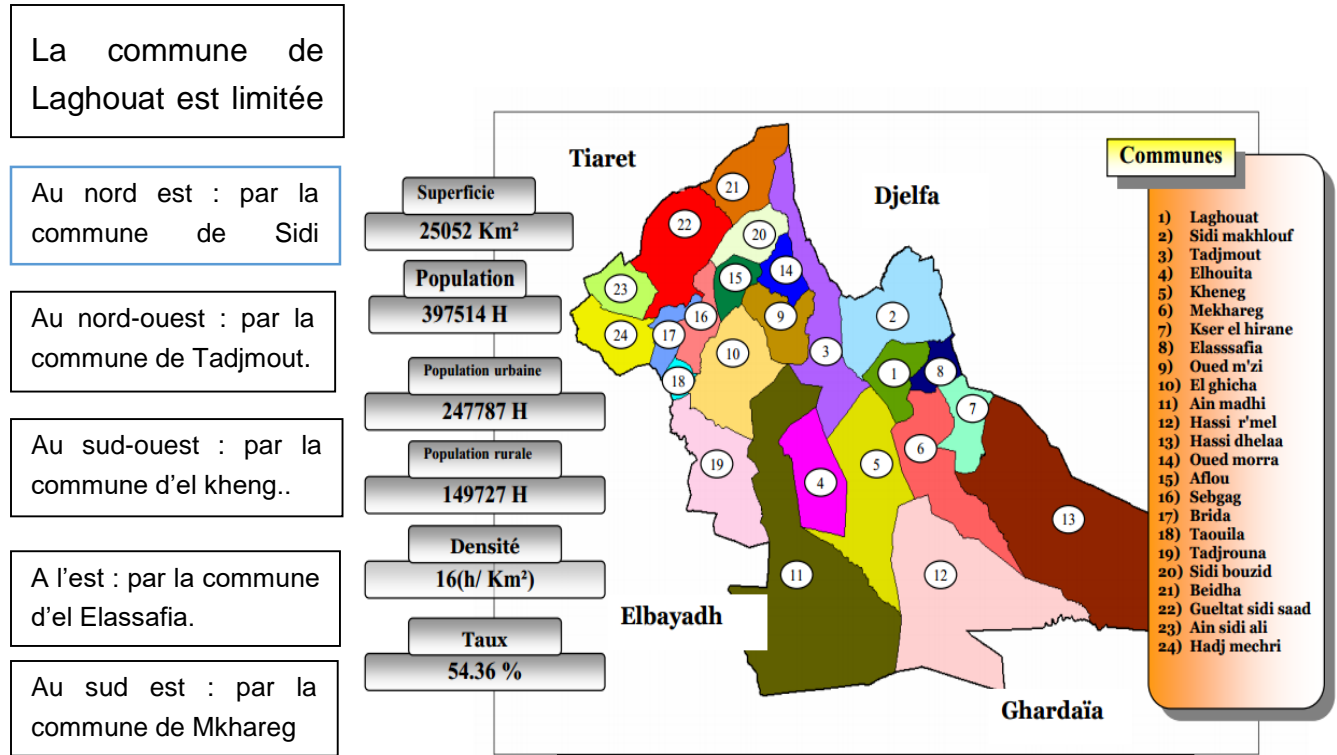 La commune de
Laghouat est limitée
Au nord est : par la
commune de Sidi
Au nord-ouest : par la
commune de Tadjmout.
Au sud-ouest : par la
commune d'el kheng..
A l'est : par la commune
d'el Elassafia.
Au sud est : par la
commune de Mkhareg
Superficie
25052 Km²
Population
397514 H
Population urbaine
247787 H
Population rurale
149727 H
Densité
16(h/ Km²)
Taux
54.36 %
Tiaret
Djelfa
Elbayadh
Ghardaïa
21
22
20
15
14
23
16
9
2
24
17
10
3
1
8
18
7
19
4
5
6
13
11
12
Communes
1) Laghouat
2) Sidi makhlouf
3) Tadjmout
4) Elhouita
5) Kheneg
6) Mekhareg
7) Kser el hirane
8) Elasssafia
9) Oued m'zi
10) El ghicha
11) Ain madhi
12) Hassi r'mel
13) Hassi dhelaa
14) Oued morra
15) Aflou
16) Sebgag
17) Brida
18) Taouila
19) Tadjrouna
20) Sidi bouzid
21) Beidha
22) Gueltat sidi saad
23) Ain sidi ali
24) Hadj mechri